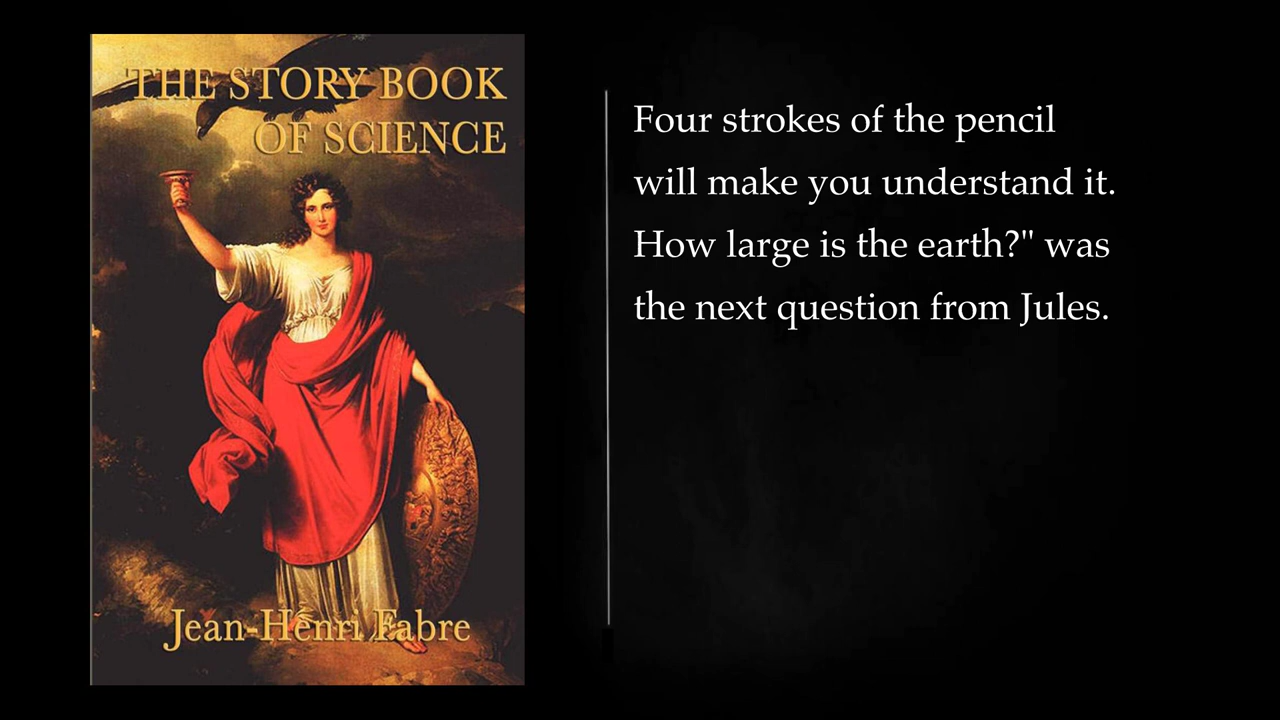 THE STORY BOOK
OF SCIENCE
Jean-Henri Fabre
Four strokes of the pencil
will make you understand it.
How large is the earth?" was
the next question from Jules.